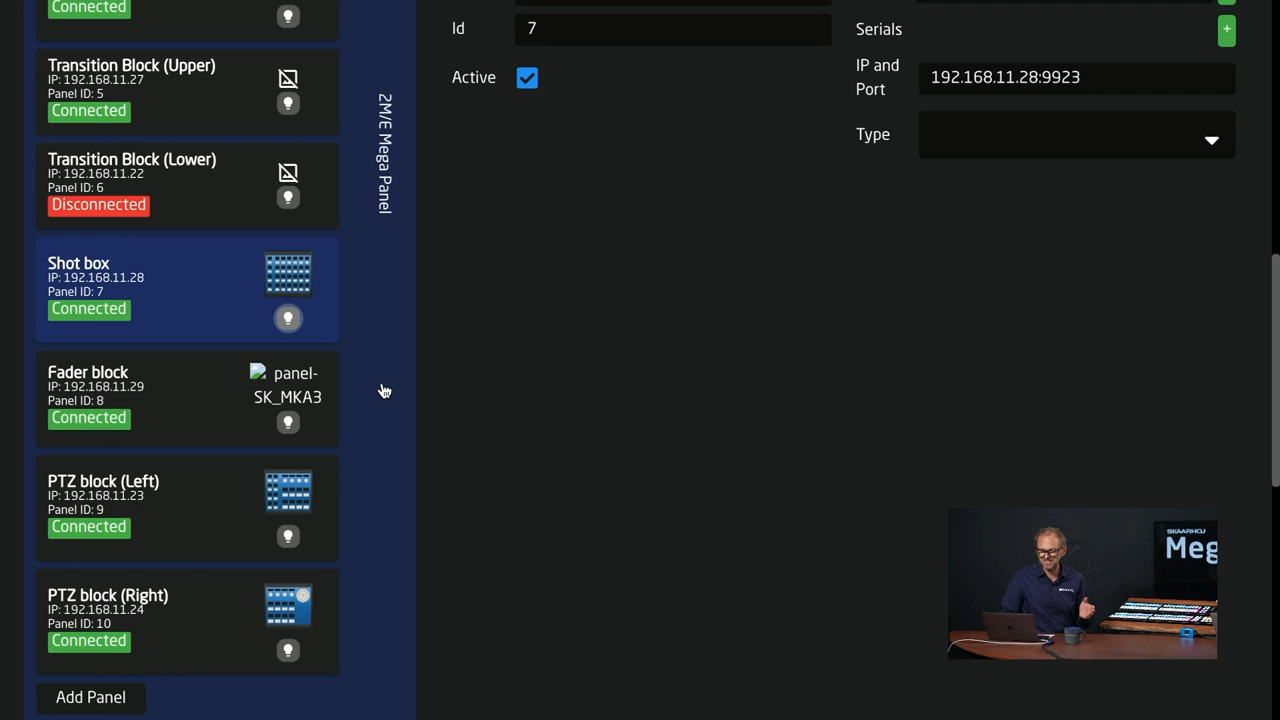 Connected
Transition Block (Upper)
IP: 192.168.11.27
Panel ID: 5
Connected
Transition Block (Lower)
IP: 192.168.11.22
Panel ID: 6
Disconnected
Shot box
IP: 192.168.11.28
Panel ID: 7
Connected
Fader block
IP: 192.168.11.29
Panel ID: 8
Connected
panel-
SK_MKA3
PTZ block (Left)
IP: 192.168.11.23
Panel ID: 9
Connected
PTZ block (Right)
IP: 192.168.11.24
Panel ID: 10
Connected
Add Panel
2M/E Mega Panel
Id
7
Active
Serials
+
IP and
Port
192.168.11.28:9923
Type
SKAARHOJ
Meg